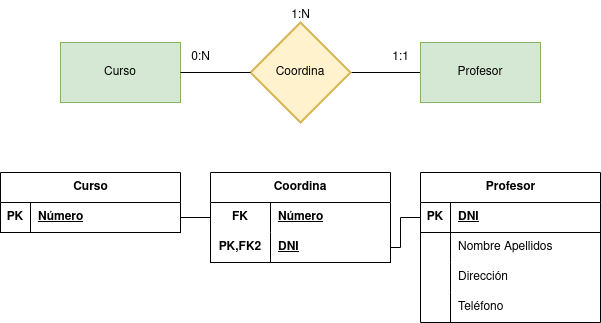 1:N
0:N
1:1
Curso
Coordina
Profesor
Curso
PK Número
Coordina
FK Número
PK,FK2 DNI
Profesor
PK DNI
Nombre Apellidos
Dirección
Teléfono